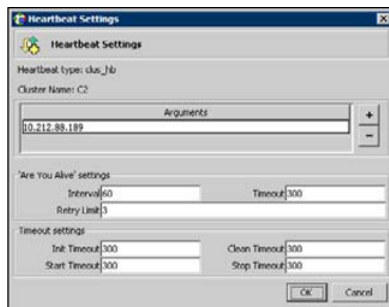 Heartbeat Settings
Heartbeat Settings
Heartbeat type: clus_hb
Cluster Name: C2
Arguments
10.212.88.189
+
-
'Are You Alive' settings
Interval 60 Timeout 300
Retry Limit 3
Timeout settings
Init Timeout 300 Clean Timeout 300
Start Timeout 300 Stop Timeout 300
OK Cancel